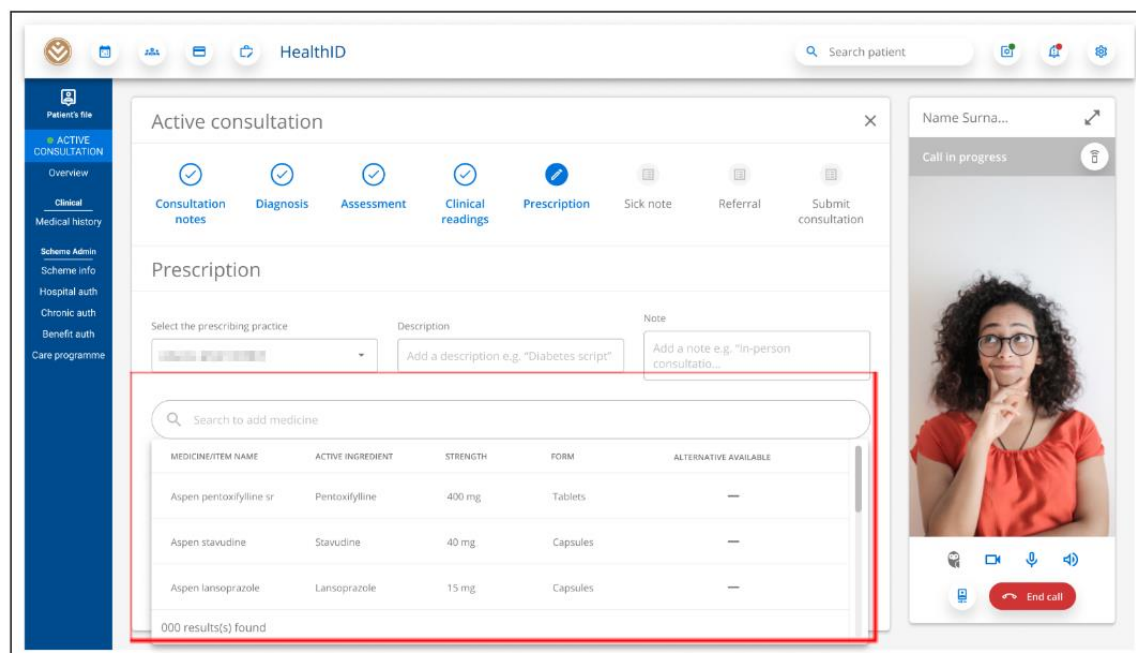 HealthID
Search patient
Patient's file
ACTIVE
CONSULTATION
Overview
Clinical
Medical history
Scheme Admin
Scheme info
Hospital auth
Chronic auth
Benefit auth
Care programme
Active consultation
Consultation
notes
Diagnosis
Assessment
Clinical
readings
Prescription
Sick note
Referral
Submit
consultation
Prescription
Select the prescribing practice
Description
Add a description e.g. "Diabetes script"
Note
Add a note e.g. "In-person
consultatio...
Search to add medicine
MEDICINE/ITEM NAME ACTIVE INGREDIENT STRENGTH FORM ALTERNATIVE AVAILABLE
Aspen pentoxifylline sr Pentoxifylline 400 mg Tablets —
Aspen stavudine Stavudine 40 mg Capsules —
Aspen lansoprazole Lansoprazole 15 mg Capsules —
000 results(s) found
Name Surna...
Call in progress
End call